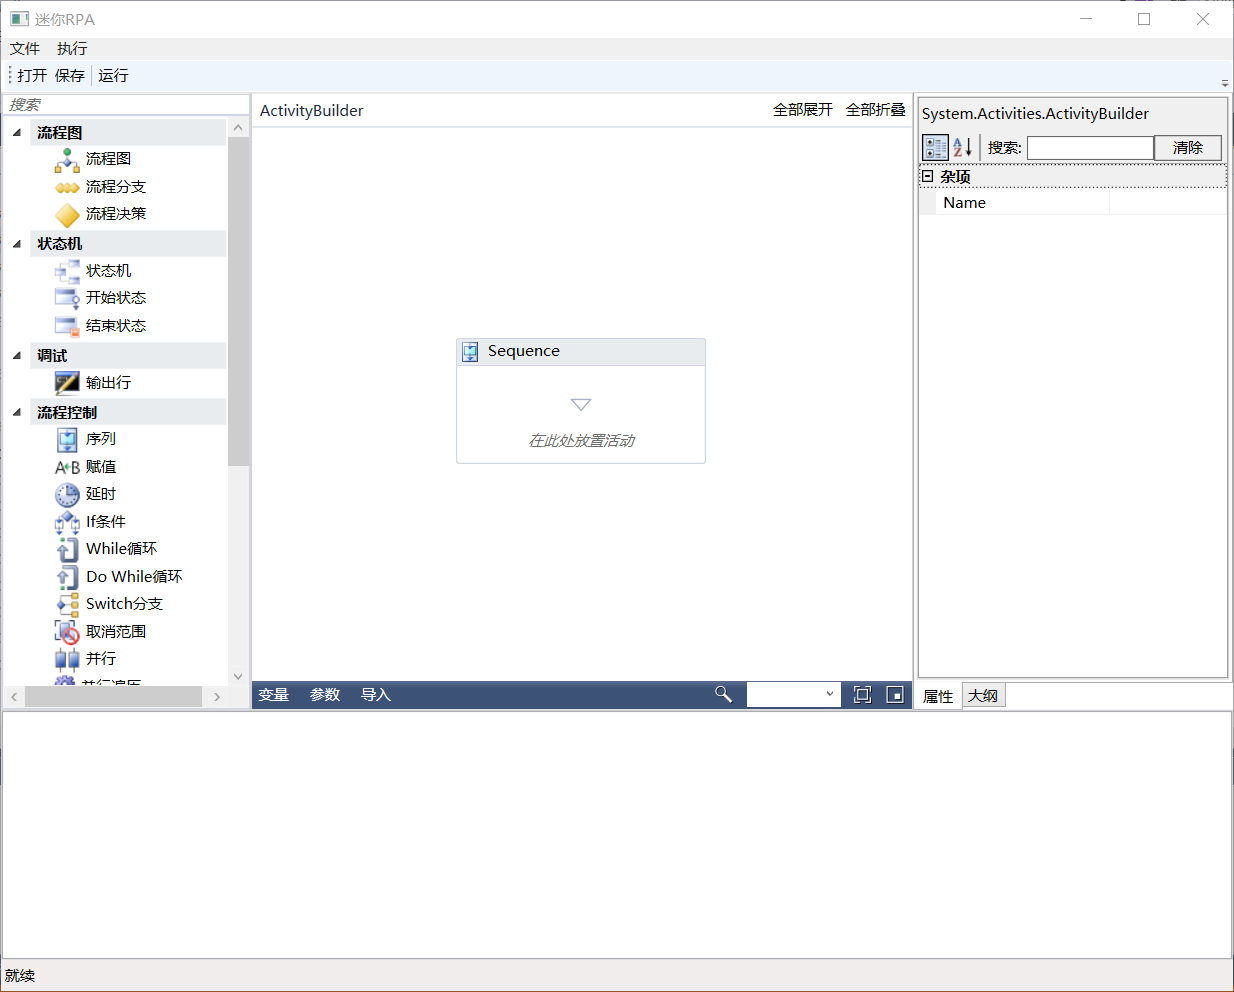 迷你RPA
文件 执行
打开 保存 运行
搜索
流程图
流程图
流程分支
流程决策
状态机
状态机
开始状态
结束状态
调试
输出行
流程控制
序列
A B 赋值
延时
If条件
While循环
Do While循环
Switch分支
取消范围
并行
并行遍历
ActivityBuilder 全部展开 全部折叠
Sequence
在此处放置活动
变量 参数 导入
System.Activities.ActivityBuilder
A Z 搜索: 清除
杂项
Name
属性 大纲
就绪